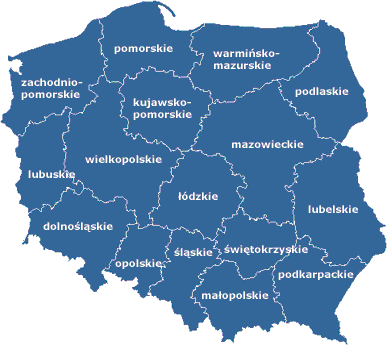 pomorskie
warmińsko-
mazurskie
zachodnio-
pomorskie
podlaskie
kujawsko-
pomorskie
mazowieckie
wielkopolskie
lubuskie
łódzkie
lubelskie
dolnośląskie
świętokrzyskie
śląskie
opolskie
podkarpackie
małopolskie